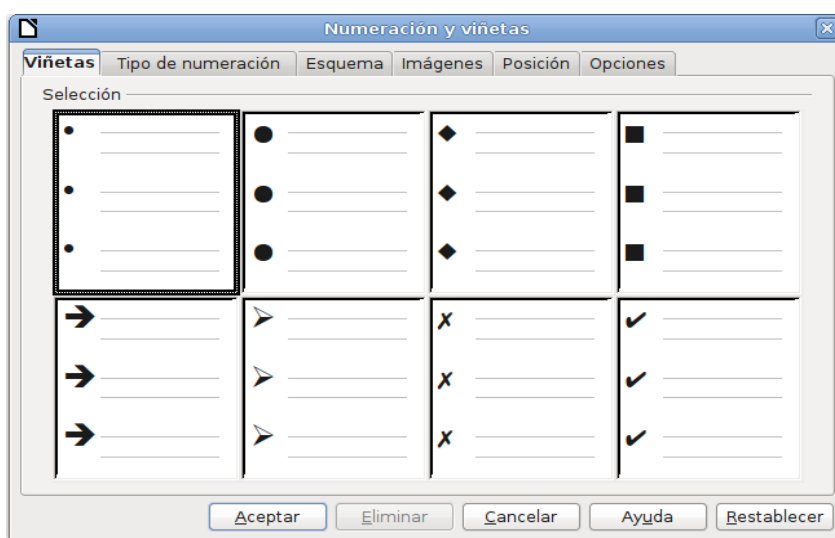 Numeración y viñetas
Viñetas Tipo de numeración Esquema Imágenes Posición Opciones
Selección
Aceptar Eliminar Cancelar Ayuda Restablecer